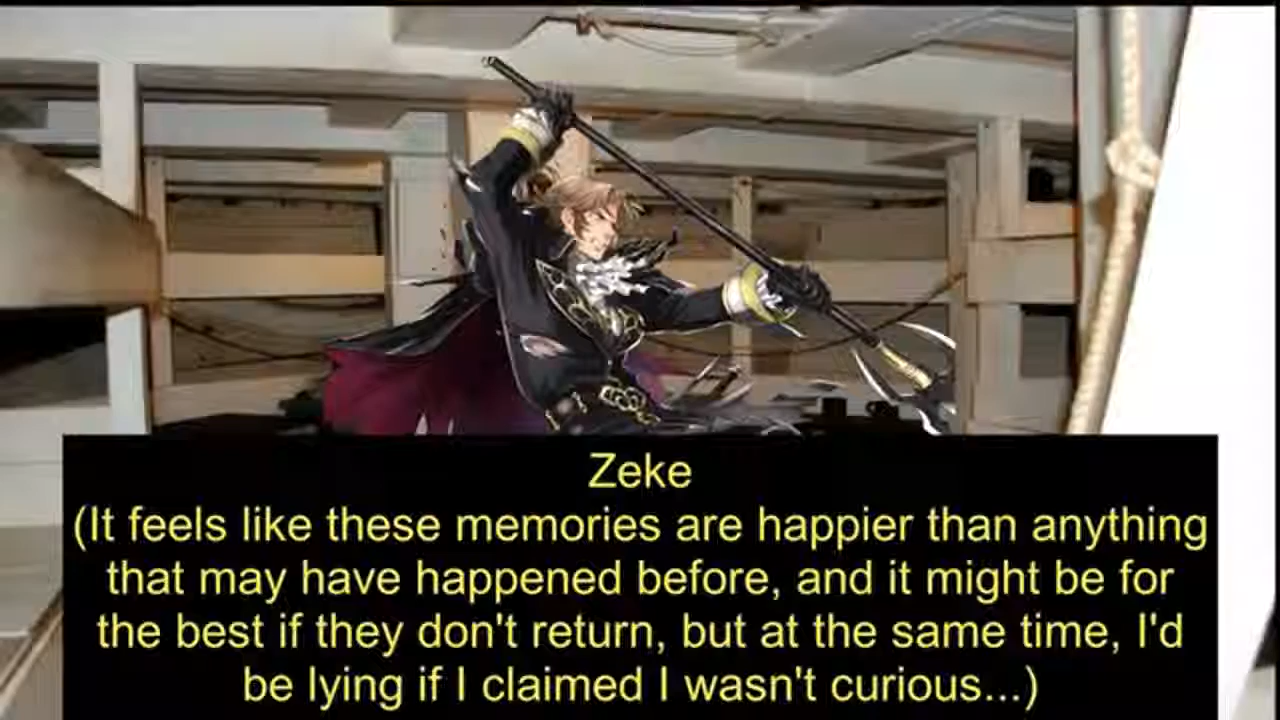 Zeke
(It feels like these memories are happier than anything
that may have happened before, and it might be for
the best if they don't return, but at the same time, I'd
be lying if I claimed I wasn't curious...)